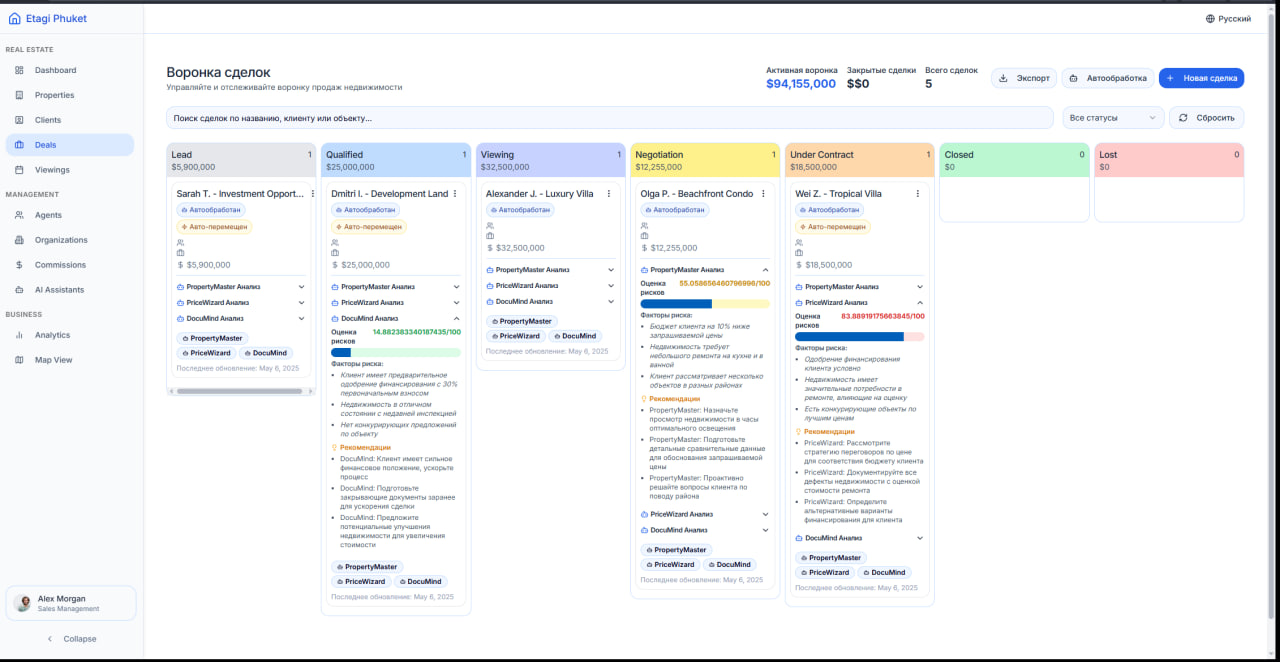 Etagi Phuket
Русский
REAL ESTATE
Dashboard
Properties
Clients
Deals
Viewings
MANAGEMENT
Agents
Organizations
Commissions
AI Assistants
BUSINESS
Analytics
Map View
Alex Morgan
Sales Management
Collapse
Воронка сделок
Управляйте и отслеживайте воронку продаж недвижимости
Активная воронка
$94,155,000
Закрытые сделки
$$0
Всего сделок
5
Экспорт
Автообработка
+ Новая сделка
Поиск сделок по названию, клиенту или объекту...
Все статусы
Сбросить
Lead 1
$5,900,000
Sarah T. - Investment Opport...
Автообработан
Авто-перемещен
$ $5,900,000
PropertyMaster Анализ
PriceWizard Анализ
DocuMind Анализ
PropertyMaster
PriceWizard DocuMind
Последнее обновление: May 6, 2025
Qualified 1
$25,000,000
Dmitri I. - Development Land
Автообработан
Авто-перемещен
$ $25,000,000
PropertyMaster Анализ
PriceWizard Анализ
DocuMind Анализ
Оценка 14.882383340187435/100
рисков
Факторы риска:
• Клиент имеет предварительное
одобрение финансирования с 30%
первоначальным взносом
• Недвижимость в отличном
состоянии с недавней инспекцией
• Нет конкурирующих предложений
по объекту
Рекомендации
• DocuMind: Клиент имеет сильное
финансовое положение, ускорьте
процесс
• DocuMind: Подготовьте
закрывающие документы заранее
для ускорения сделки
• DocuMind: Предложите
потенциальные улучшения
недвижимости для увеличения
стоимости
PropertyMaster
PriceWizard DocuMind
Последнее обновление: May 6, 2025
Viewing 1
$32,500,000
Alexander J. - Luxury Villa
Автообработан
$ $32,500,000
PropertyMaster Анализ
PriceWizard Анализ
DocuMind Анализ
PropertyMaster
PriceWizard DocuMind
Последнее обновление: May 6, 2025
Negotiation 1
$12,255,000
Olga P. - Beachfront Condo
Автообработан
$ $12,255,000
PropertyMaster Анализ
Оценка 55.058656480796996/100
рисков
Факторы риска:
• Бюджет клиента на 10% ниже
запрашиваемой цены
• Недвижимость требует
небольшого ремонта на кухне и в
ванной
• Клиент рассматривает несколько
объектов в разных районах
Рекомендации
• PropertyMaster: Назначьте
просмотр недвижимости в часы
оптимального освещения
• PropertyMaster: Подготовьте
детальные сравнительные данные
для обоснования запрашиваемой
цены
• PropertyMaster: Проактивно
решайте вопросы клиента по
поводу района
PriceWizard Анализ
DocuMind Анализ
PropertyMaster
PriceWizard DocuMind
Последнее обновление: May 6, 2025
Under Contract 1
$18,500,000
Wei Z. - Tropical Villa
Автообработан
Авто-перемещен
$ $18,500,000
PropertyMaster Анализ
PriceWizard Анализ
Оценка 83.88919175663845/100
рисков
Факторы риска:
• Одобрение финансирования
клиента условно
• Недвижимость имеет
значительные потребности в
ремонте, влияющие на оценку
• Есть конкурирующие объекты по
лучшим ценам
Рекомендации
• PriceWizard: Рассмотрите
стратегию переговоров по цене
для соответствия бюджету клиента
• PriceWizard: Документируйте все
дефекты недвижимости с оценкой
стоимости ремонта
• PriceWizard: Определите
альтернативные варианты
финансирования для клиента
DocuMind Анализ
PropertyMaster
PriceWizard DocuMind
Последнее обновление: May 6, 2025
Closed 0
$0
Lost 0
$0